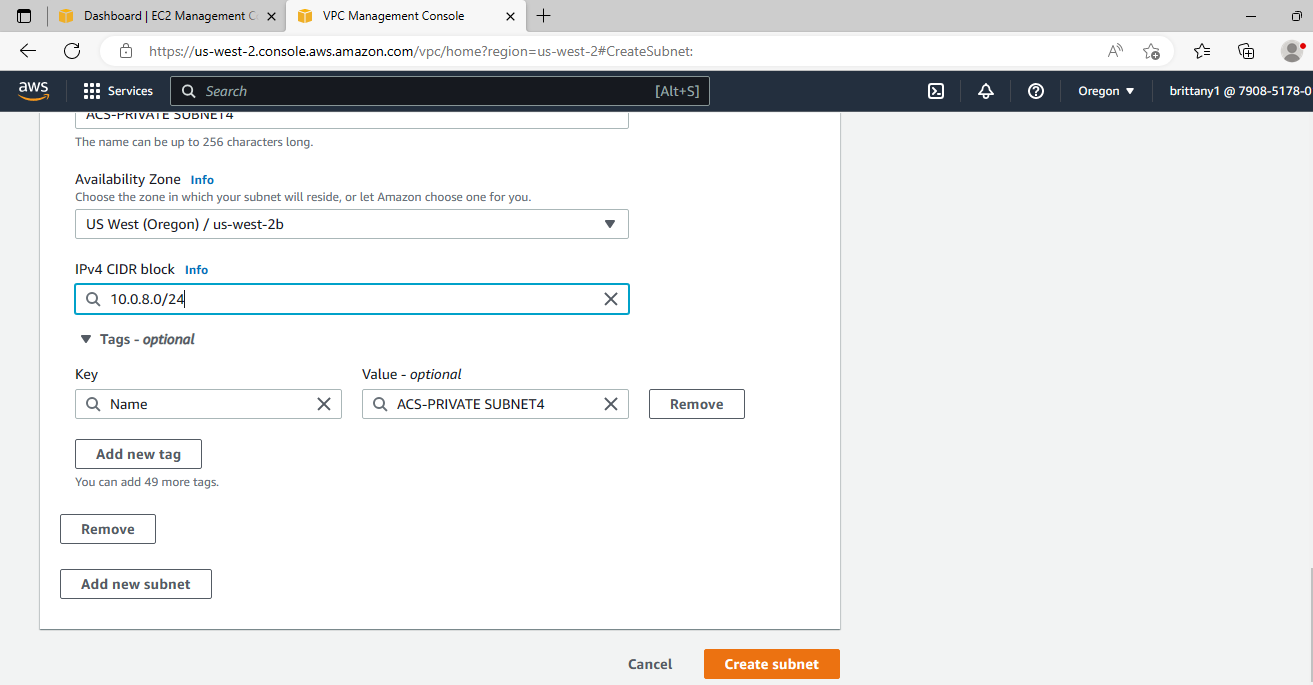 Dashboard | EC2 Management C
VPC Management Console
https://us-west-2.console.aws.amazon.com/vpc/home?region=us-west-2#CreateSubnet:
aws
Services
Search
[Alt+S]
Oregon
brittany1 @ 7908-5178-0
ACS-PRIVATE SUBNET4
The name can be up to 256 characters long.
Availability Zone Info
Choose the zone in which your subnet will reside, or let Amazon choose one for you.
US West (Oregon) / us-west-2b
IPv4 CIDR block Info
10.0.8.0/24
Tags - optional
Key
Value - optional
Name
ACS-PRIVATE SUBNET4
Remove
Add new tag
You can add 49 more tags.
Remove
Add new subnet
Cancel
Create subnet